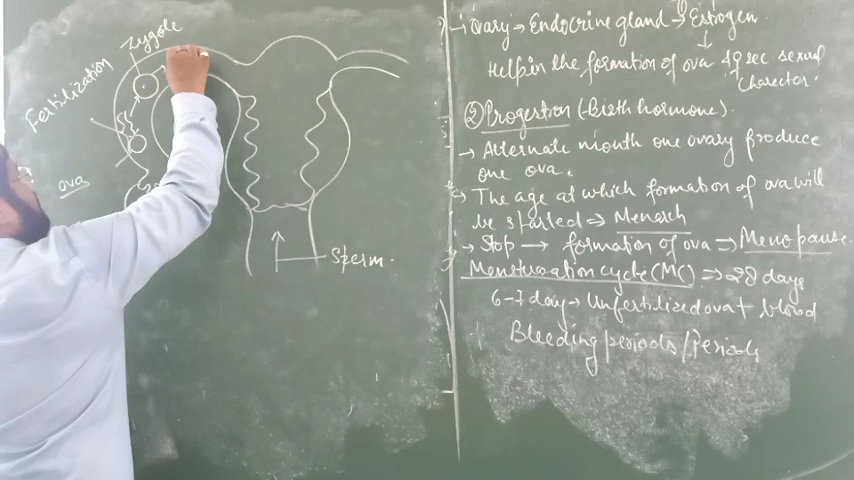 Zygote
Fertilization
ova
Sperm.
→ Ovary → Endocrine gland → Estrogen
Help in the formation of ova & sec sexual
character.
② Progestron (-Birth hormone).
→ Alternate month one ovary produce
one ova.
→ The age at which formation of ova will
be started ⇒ Menarch
→ Stop → formation of ova ⇒ Menopause.
Menstruation cycle (MC) ⇒ 28 days
6-7 day → Unfertilized ova + blood
Bleeding periods/Periods